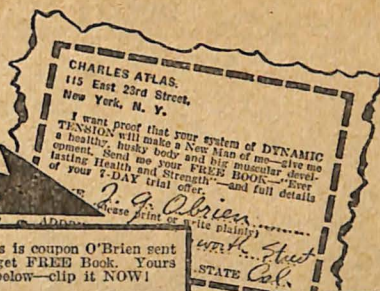 CHARLES ATLAS.
115 East 23rd Street,
New York, N. Y.
I want proof that your system of DYNAMIC
TENSION will make a New Man of me—give me
a healthy, husky body and big muscular devel-
opment. Send me your FREE BOOK—"Ever
lasting Health and Strength"—and full details
of your 7-DAY trial offer.
J. G. Obrien
ease print or write plainly)
worth Street
STATE Cal.
s is coupon O'Brien sent
get FREE Book. Yours
below—clip it NOW!